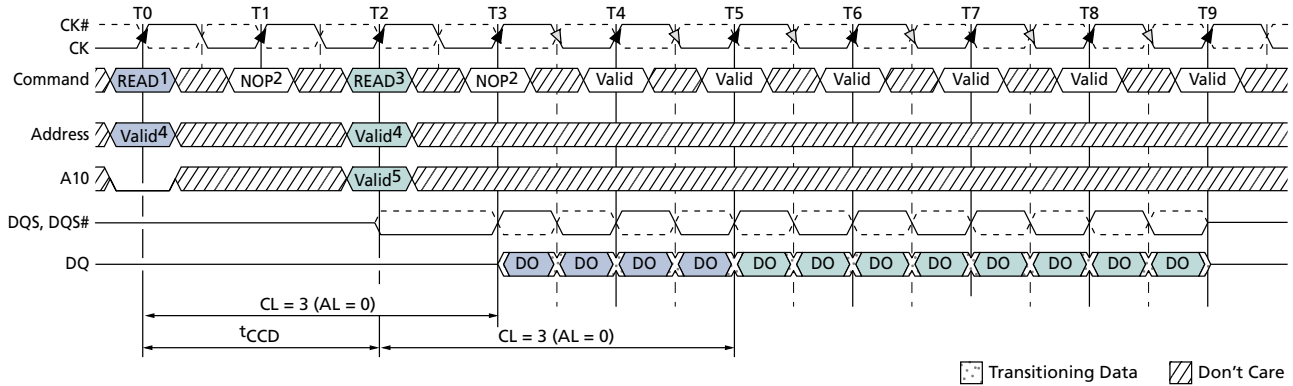 T0 T1 T2 T3 T4 T5 T6 T7 T8 T9
CK#
CK
Command READ1 NOP2 READ3 NOP2 Valid Valid Valid Valid Valid Valid
Address Valid4 Valid4
A10 Valid5
DQS, DQS#
DQ DO DO DO DO DO DO DO DO DO DO DO DO
CL = 3 (AL = 0)
tCCD CL = 3 (AL = 0)
Transitioning Data Don't Care